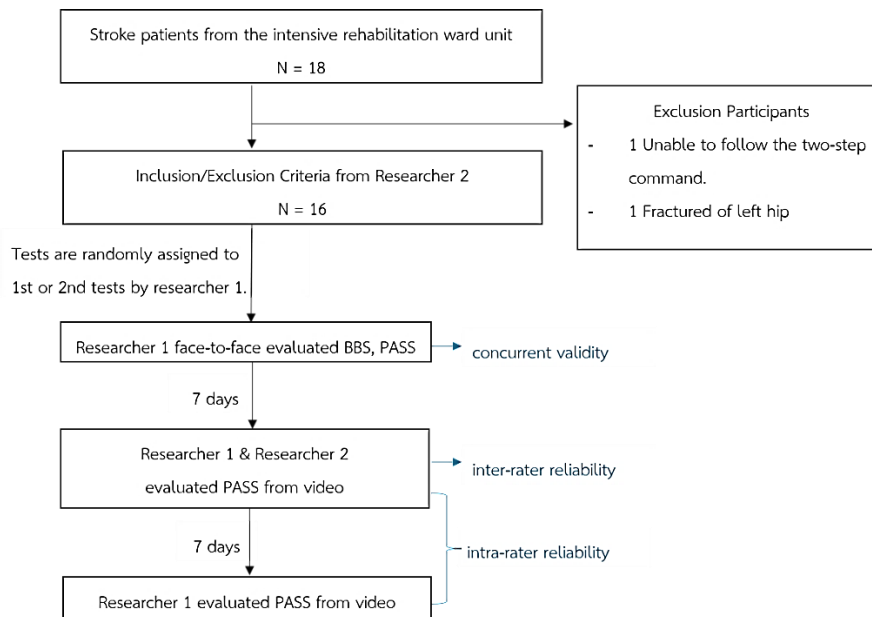 Stroke patients from the intensive rehabilitation ward unit
N = 18
Exclusion Participants
- 1 Unable to follow the two-step
command.
- 1 Fractured of left hip
Inclusion/Exclusion Criteria from Researcher 2
N = 16
Tests are randomly assigned to
1st or 2nd tests by researcher 1.
Researcher 1 face-to-face evaluated BBS, PASS
concurrent validity
7 days
Researcher 1 & Researcher 2
evaluated PASS from video
inter-rater reliability
7 days
intra-rater reliability
Researcher 1 evaluated PASS from video